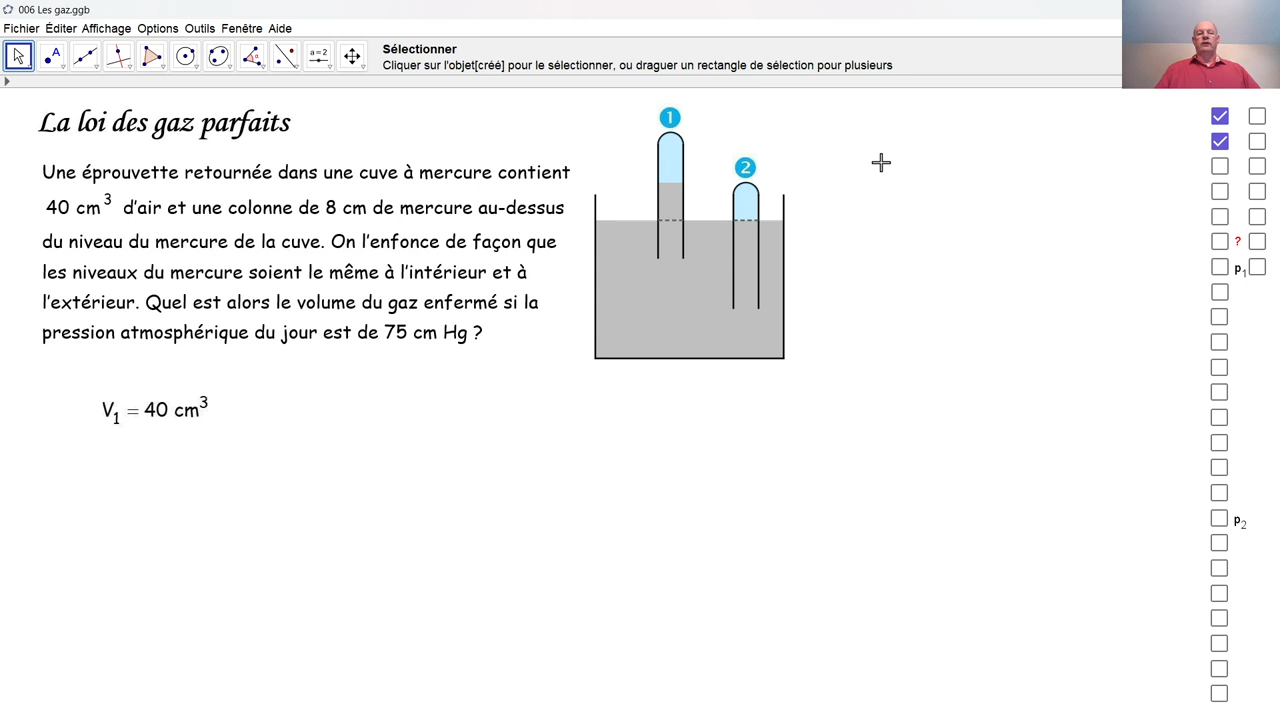 006 Les gaz.ggb
Fichier Éditer Affichage Options Outils Fenêtre Aide
A
a=2
Sélectionner
Cliquer sur l'objet[créé] pour le sélectionner, ou draguer un rectangle de sélection pour plusieurs
La loi des gaz parfaits
Une éprouvette retournée dans une cuve à mercure contient
40 cm³ d'air et une colonne de 8 cm de mercure au-dessus
du niveau du mercure de la cuve. On l'enfonce de façon que
les niveaux du mercure soient le même à l'intérieur et à
l'extérieur. Quel est alors le volume du gaz enfermé si la
pression atmosphérique du jour est de 75 cm Hg ?
V₁ = 40 cm³
1
2
?
p₁
p₂